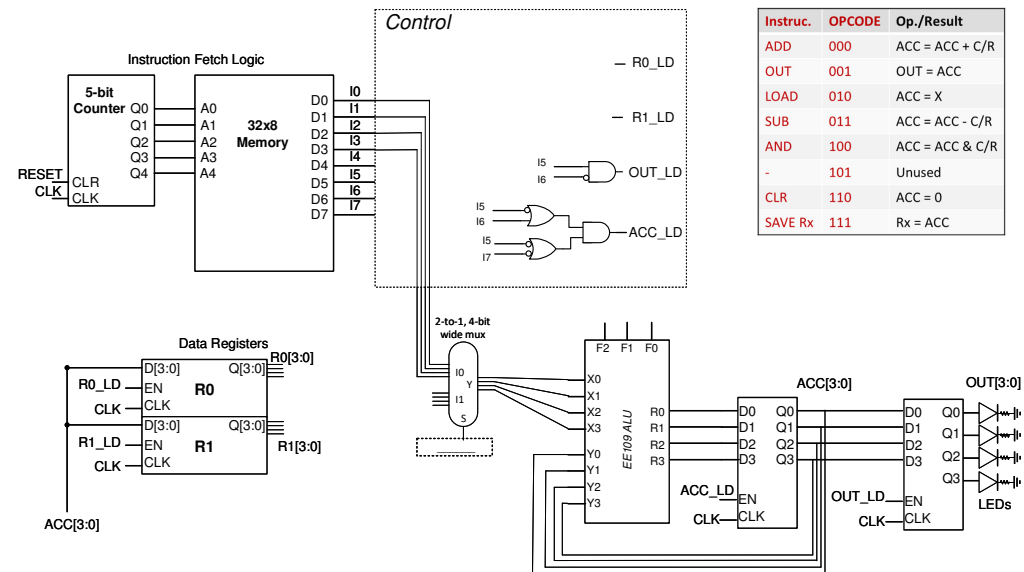 Control
Instruc. OPCODE Op./Result
ADD 000 ACC = ACC + C/R
OUT 001 OUT = ACC
LOAD 010 ACC = X
SUB 011 ACC = ACC - C/R
AND 100 ACC = ACC & C/R
- 101 Unused
CLR 110 ACC = 0
SAVE Rx 111 Rx = ACC
Instruction Fetch Logic
5-bit
Counter
Q0
Q1
Q2
Q3
Q4
RESET
CLK
CLR
CLK
A0
A1
A2
A3
A4
32x8
Memory
D0
D1
D2
D3
D4
D5
D6
D7
I0
I1
I2
I3
I4
I5
I6
I7
R0_LD
R1_LD
I5
I6
OUT_LD
I5
I6
I5
I7
ACC_LD
2-to-1, 4-bit
wide mux
I0
Y
I1
S
Data Registers
D[3:0] Q[3:0] R0[3:0]
R0_LD EN R0
CLK CLK
D[3:0] Q[3:0]
R1_LD EN R1 R1[3:0]
CLK CLK
ACC[3:0]
F2 F1 F0
X0
X1
X2
X3
Y0
Y1
Y2
Y3
EE109 ALU
R0
R1
R2
R3
ACC[3:0]
D0 Q0
D1 Q1
D2 Q2
D3 Q3
ACC_LD EN
CLK CLK
OUT[3:0]
D0 Q0
D1 Q1
D2 Q2
D3 Q3
OUT_LD EN
CLK CLK
LEDs